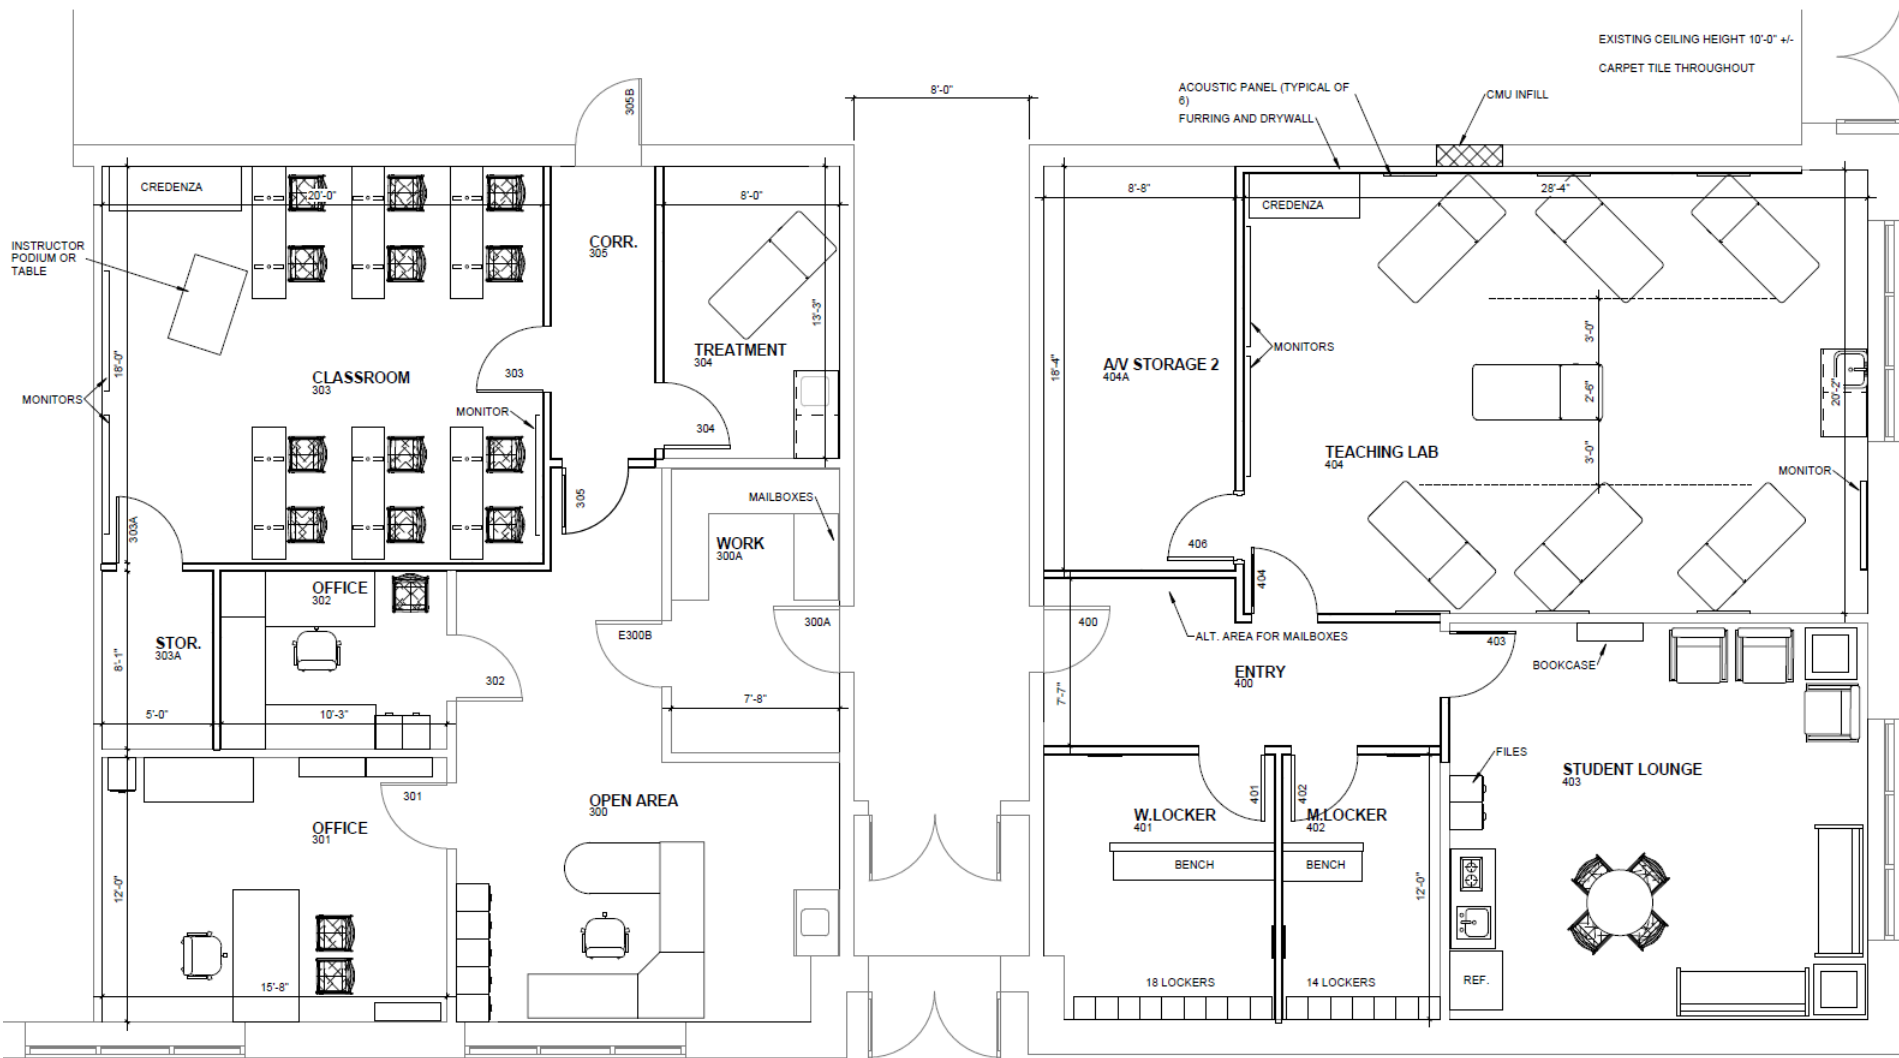 EXISTING CEILING HEIGHT 10'-0" +/-
CARPET TILE THROUGHOUT
ACOUSTIC PANEL (TYPICAL OF
6)
FURRING AND DRYWALL
CMU INFILL
8'-0"
305B
CREDENZA
20'-0"
8'-0"
8'-8"
28'-4"
CREDENZA
INSTRUCTOR
PODIUM OR
TABLE
CORR.
305
13'-3"
3'-0"
MONITORS
18'-0"
CLASSROOM
303
303
MONITOR
TREATMENT
304
304
A/V STORAGE 2
404A
18'-4"
MONITORS
2'-6"
20'-2"
TEACHING LAB
404
3'-0"
MONITOR
303A
305
MAILBOXES
WORK
300A
406
404
OFFICE
302
E300B
300A
400
ALT. AREA FOR MAILBOXES
403
BOOKCASE
STOR.
303A
8'-1"
302
ENTRY
400
7'-7"
5'-0"
10'-3"
7'-8"
FILES
STUDENT LOUNGE
403
301
OPEN AREA
300
OFFICE
301
401
402
W.LOCKER
401
M.LOCKER
402
BENCH
BENCH
12'-0"
12'-0"
15'-8"
18 LOCKERS
14 LOCKERS
REF.